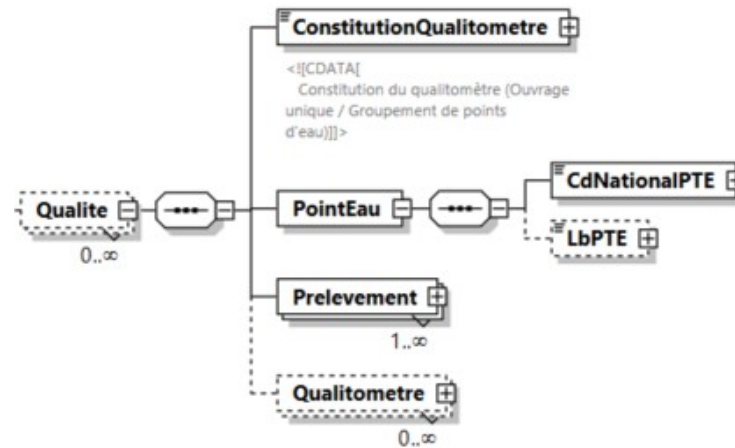 ConstitutionQualitometre
<![CDATA[
Constitution du qualitomètre (Ouvrage
unique / Groupement de points
d'eau)]]>
Qualite
0..∞
PointEau
CdNationalPTE
LbPTE
Prelevement
1..∞
Qualitometre
0..∞